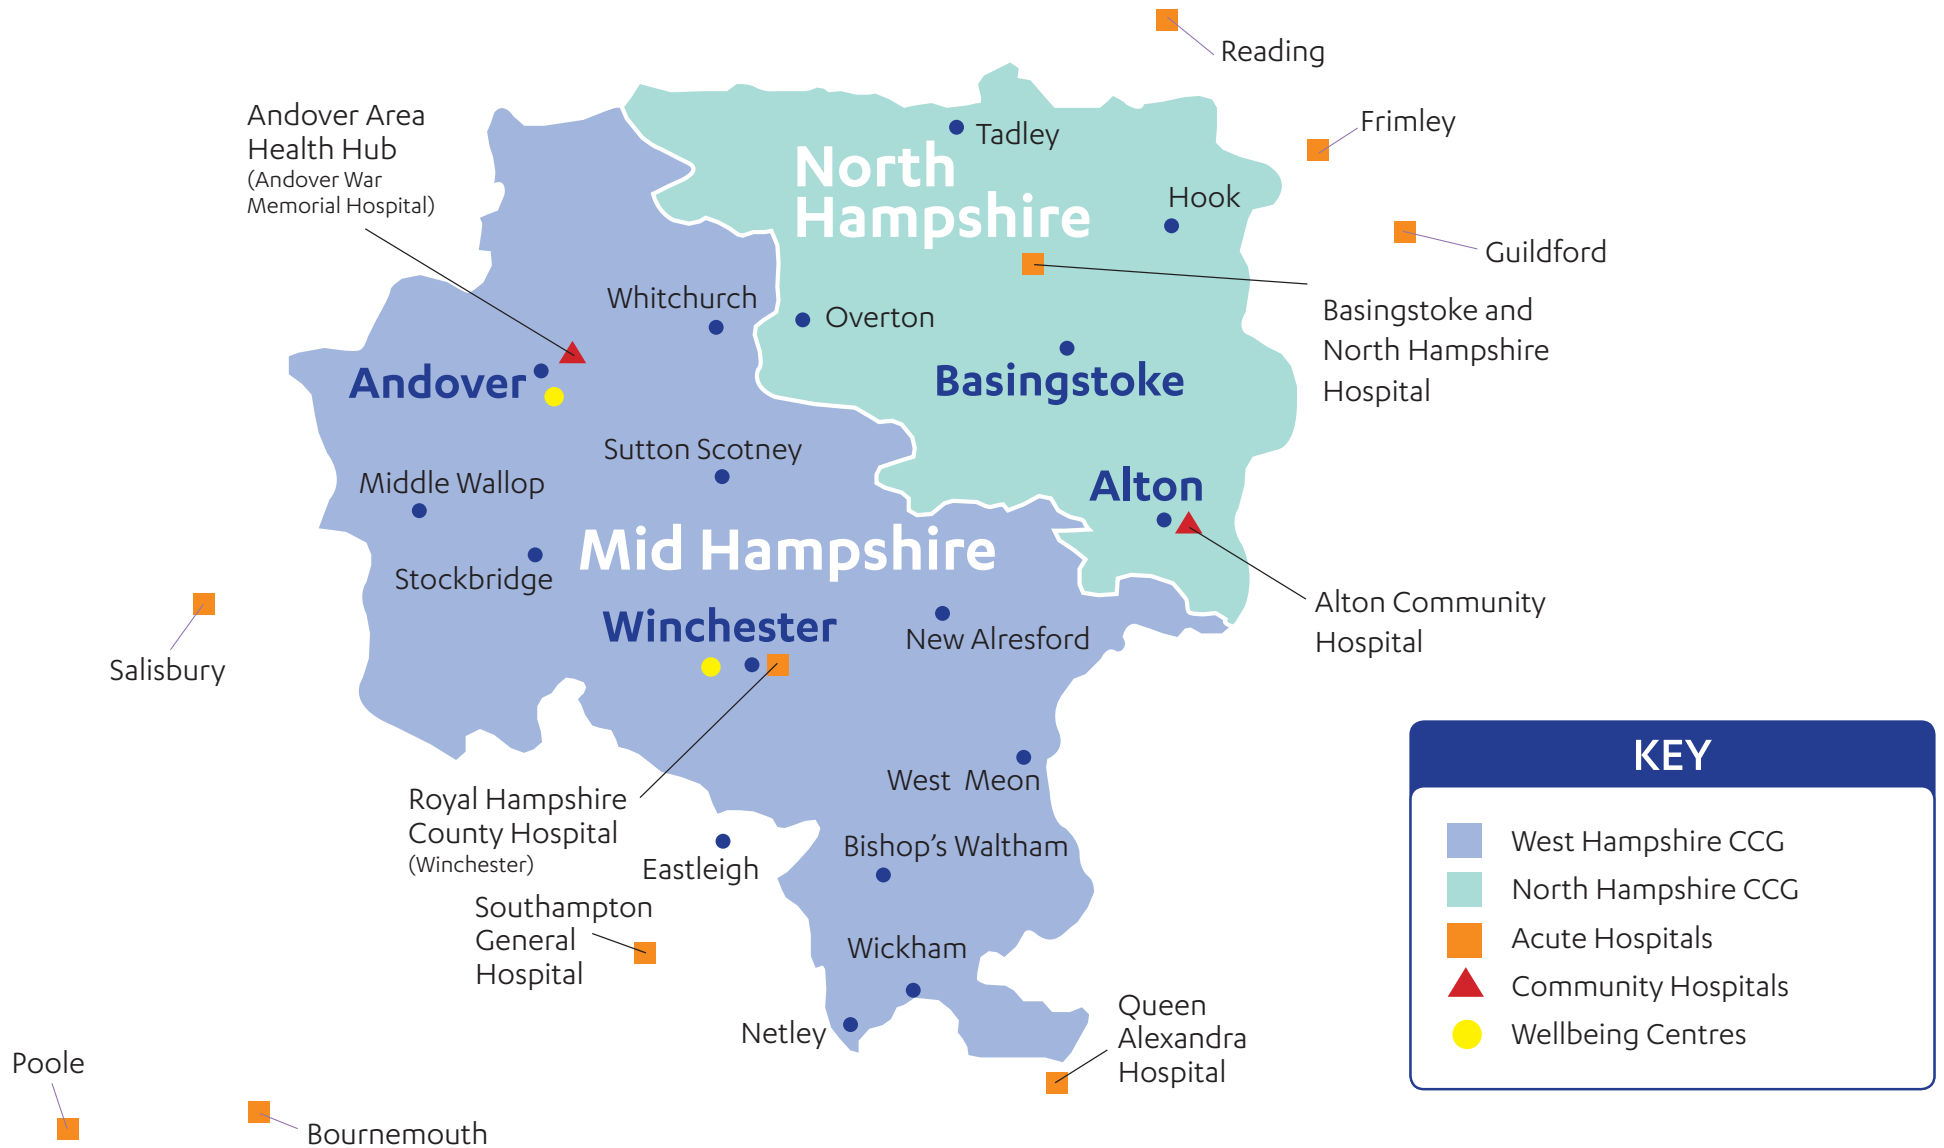 Reading
Andover Area
Health Hub
(Andover War
Memorial Hospital)
Frimley
Tadley
North
Hampshire
Hook
Guildford
Whitchurch
Overton
Basingstoke and
North Hampshire
Hospital
Andover
Basingstoke
Sutton Scotney
Middle Wallop
Alton
Mid Hampshire
Stockbridge
Alton Community
Hospital
Winchester
New Alresford
Salisbury
West Meon
Royal Hampshire
County Hospital
(Winchester)
Eastleigh
Bishop's Waltham
Southampton
General
Hospital
Wickham
Netley
Queen
Alexandra
Hospital
Poole
Bournemouth
KEY
West Hampshire CCG
North Hampshire CCG
Acute Hospitals
Community Hospitals
Wellbeing Centres